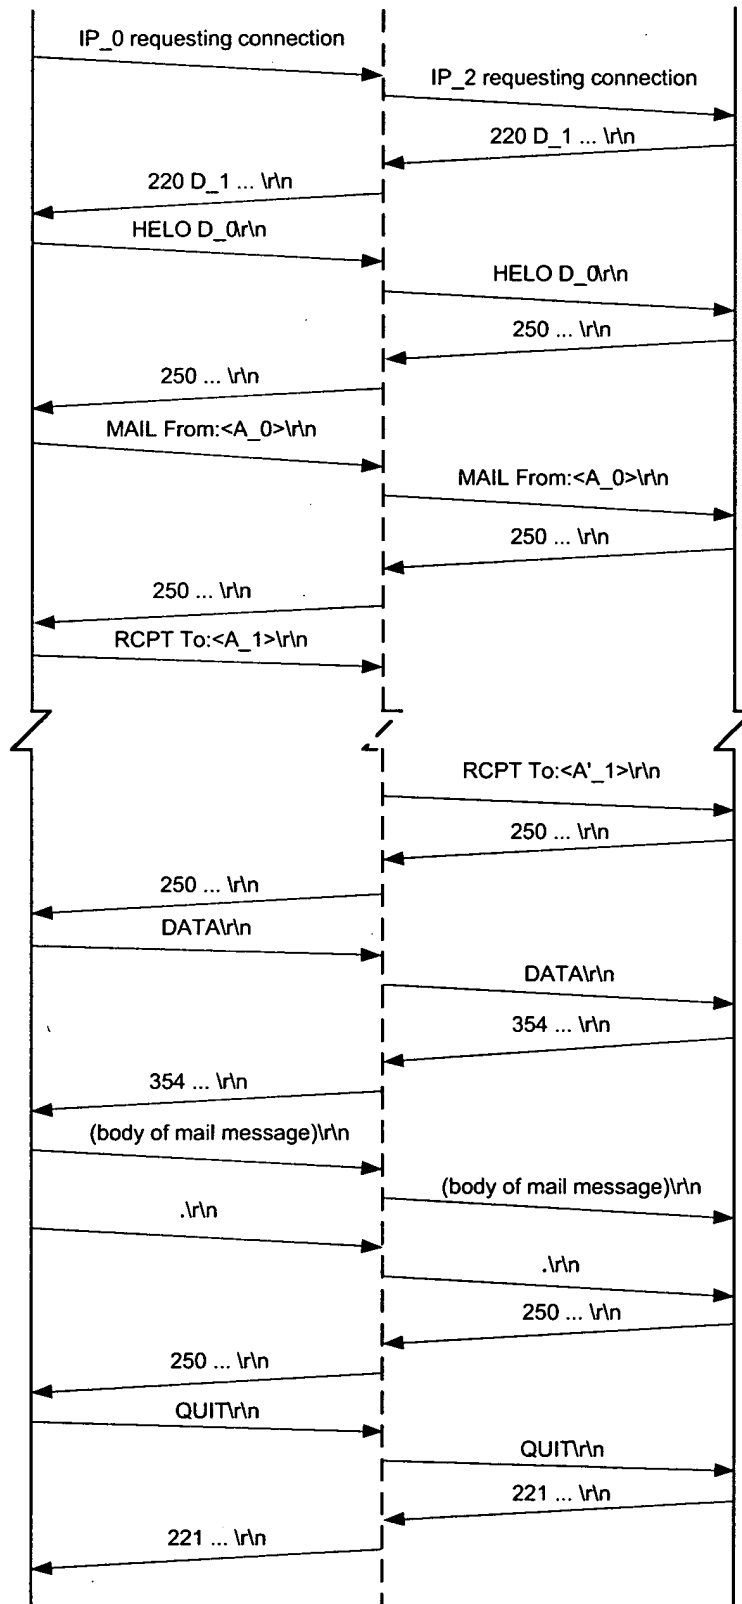 IP_0 requesting connection
IP_2 requesting connection
220 D_1 ... \r\n
220 D_1 ... \r\n
HELO D_0\r\n
HELO D_0\r\n
250 ... \r\n
250 ... \r\n
MAIL From:<A_0>\r\n
MAIL From:<A_0>\r\n
250 ... \r\n
250 ... \r\n
RCPT To:<A_1>\r\n
RCPT To:<A'_1>\r\n
250 ... \r\n
250 ... \r\n
DATA\r\n
DATA\r\n
354 ... \r\n
354 ... \r\n
(body of mail message)\r\n
(body of mail message)\r\n
.\r\n
.\r\n
250 ... \r\n
250 ... \r\n
QUIT\r\n
QUIT\r\n
221 ... \r\n
221 ... \r\n